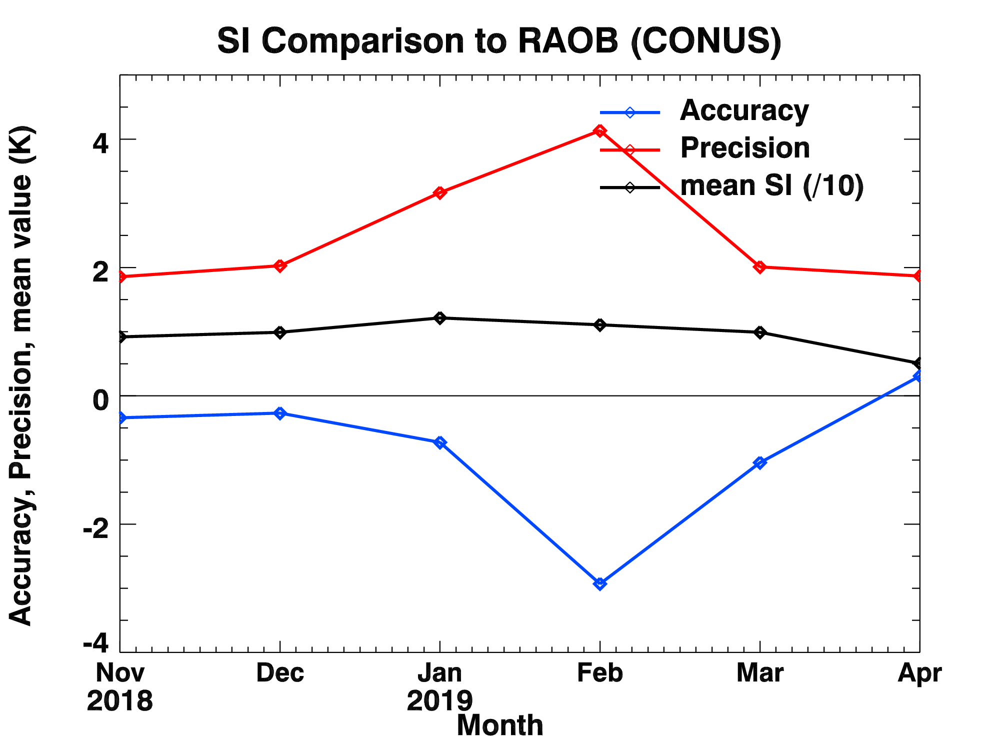 SI Comparison to RAOB (CONUS)
Accuracy, Precision, mean value (K)
Accuracy
Precision
mean SI (/10)
4
2
0
-2
-4
Nov Dec Jan Feb Mar Apr
2018 2019
Month